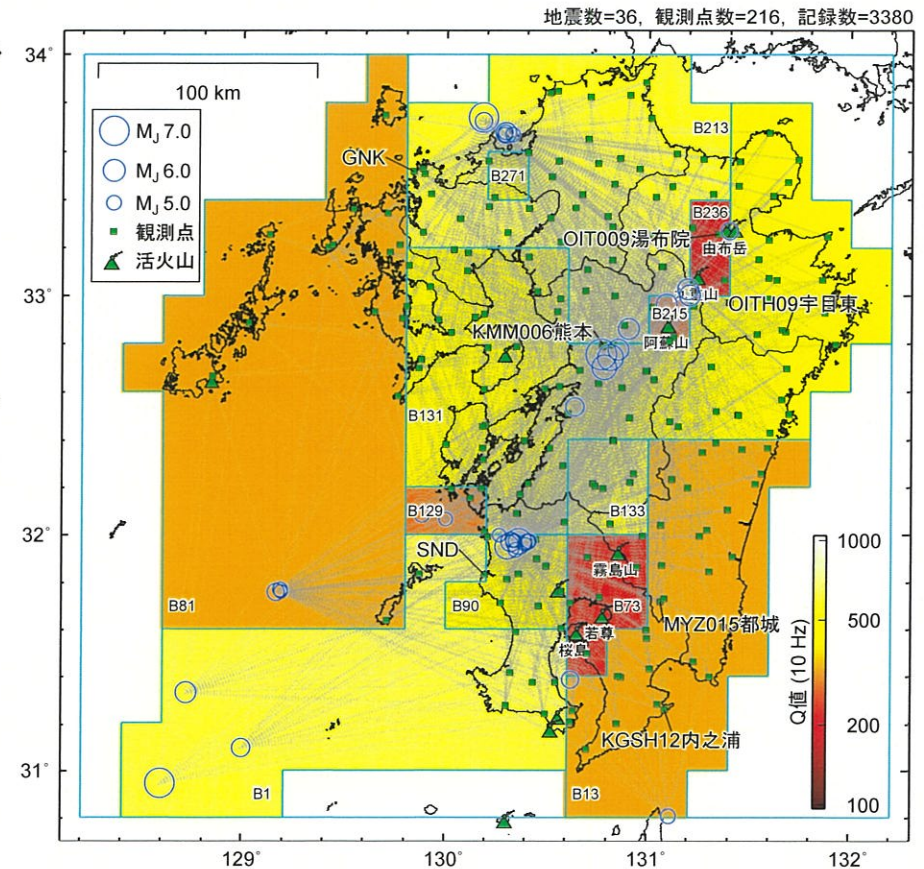 地震数=36, 観測点数=216, 記録数=3380
34°
100 km
MJ 7.0
MJ 6.0
MJ 5.0
観測点
活火山
GNK
B213
B271
B236
OIT009湯布院
由布岳
33°
OITH09宇目東
B215
KMM006熊本
阿蘇山
B131
B129
B133
32°
SND
霧島山
B81
B90
B73
MYZ015都城
若尊
桜島
KGSH12内之浦
31°
B1
B13
1000
500
200
100
Q値 (10 Hz)
129°
130°
131°
132°